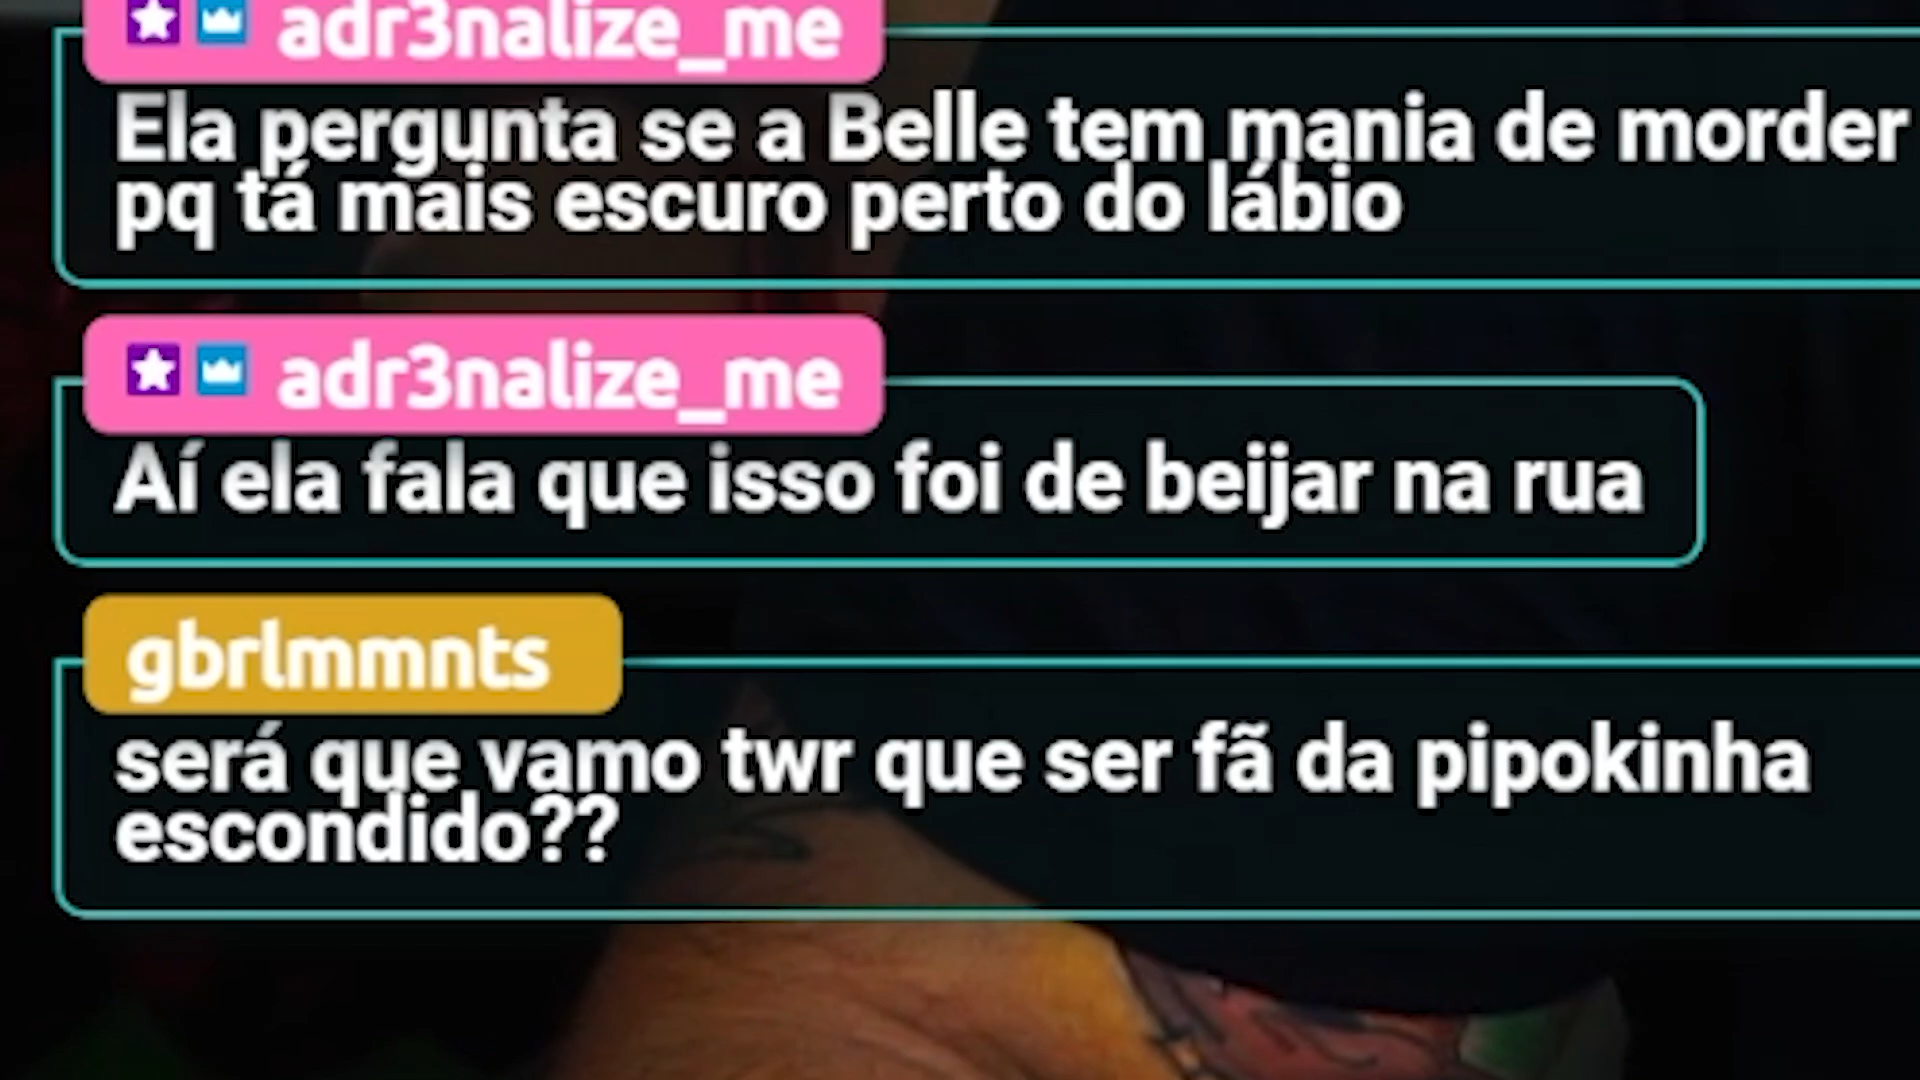 adr3nalize_me
Ela pergunta se a Belle tem mania de morder
pq tá mais escuro perto do lábio
adr3nalize_me
Aí ela fala que isso foi de beijar na rua
gbrlmmnts
será que vamo twr que ser fã da pipokinha
escondido??